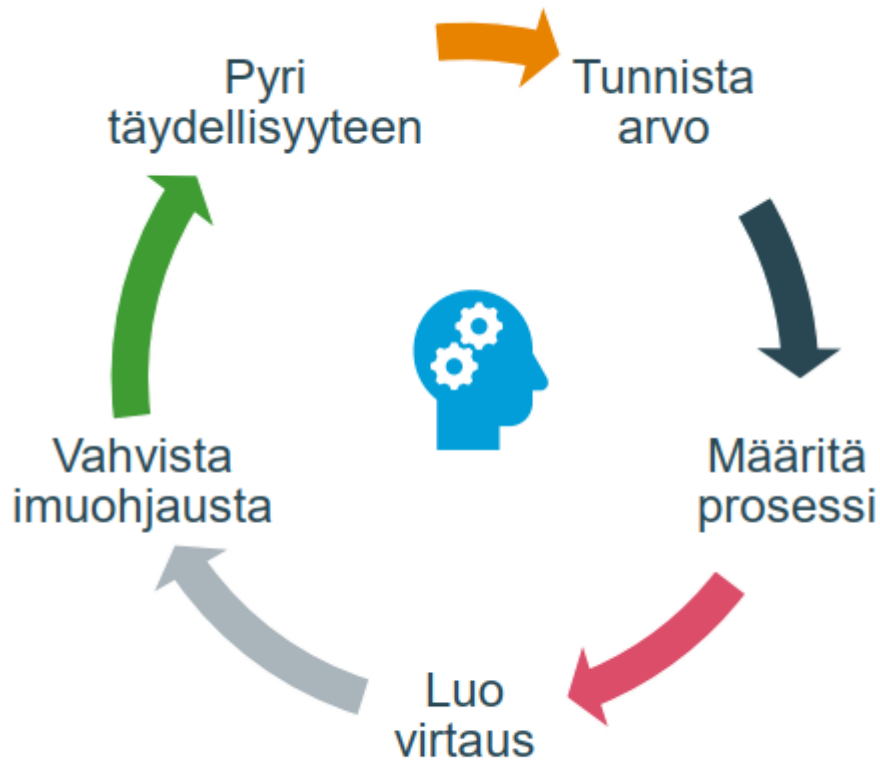 Pyri
täydellisyyteen
Tunnista
arvo
Määritä
prosessi
Luo
virtaus
Vahvista
imuohjausta